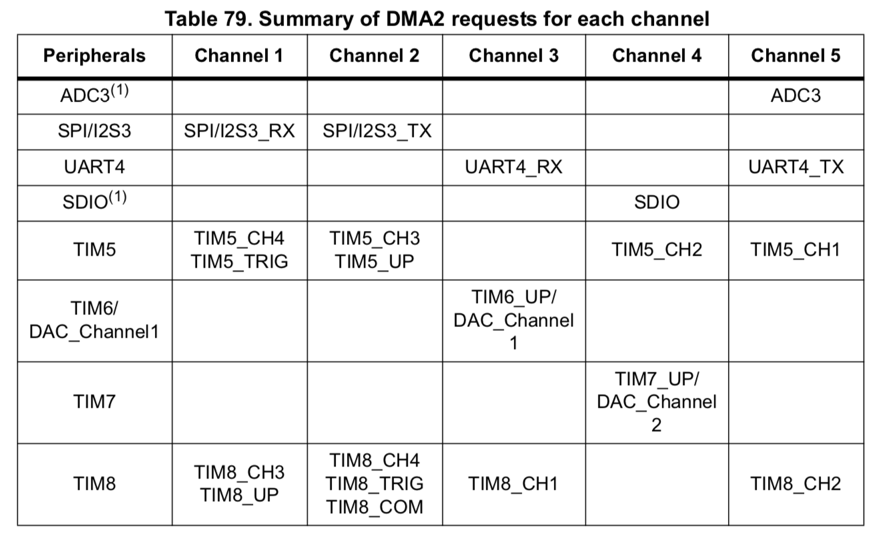 Table 79. Summary of DMA2 requests for each channel
Peripherals Channel 1 Channel 2 Channel 3 Channel 4 Channel 5
ADC3(1) ADC3
SPI/I2S3 SPI/I2S3_RX SPI/I2S3_TX
UART4 UART4_RX UART4_TX
SDIO(1) SDIO
TIM5 TIM5_CH4 TIM5_TRIG TIM5_CH3 TIM5_UP TIM5_CH2 TIM5_CH1
TIM6/ DAC_Channel1 TIM6_UP/ DAC_Channel 1
TIM7 TIM7_UP/ DAC_Channel 2
TIM8 TIM8_CH3 TIM8_UP TIM8_CH4 TIM8_TRIG TIM8_COM TIM8_CH1 TIM8_CH2